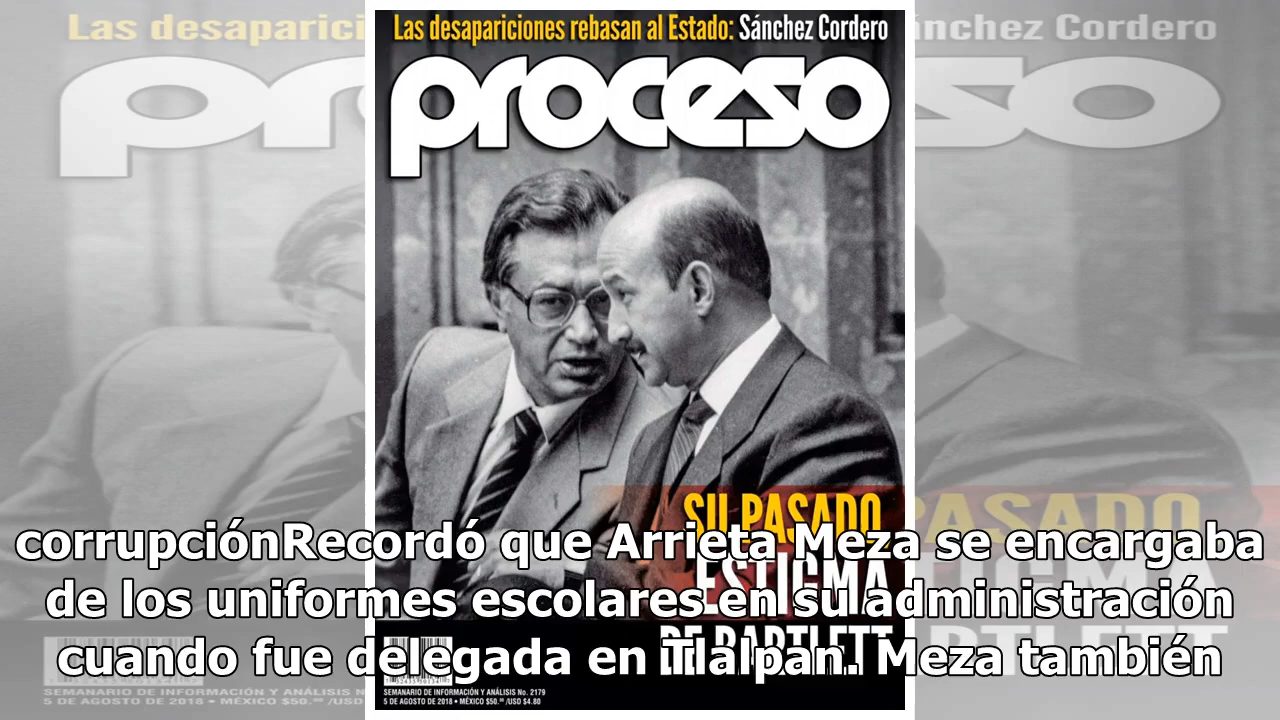 Las desapariciones rebasan al Estado: Sánchez Cordero
proceso
SU PASADO,
ESTIGMA
DE BARTLETT
corrupciónRecordó que Arrieta Meza se encargaba
de los uniformes escolares en su administración
cuando fue delegada en Tlalpan. Meza también
SEMANARIO DE INFORMACIÓN Y ANÁLISIS No. 2179
5 DE AGOSTO DE 2018 • MÉXICO $50.00 /USD $4.80